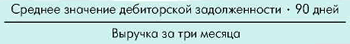 Среднее значение дебиторской задолженности · 90 дней
Выручка за три месяца